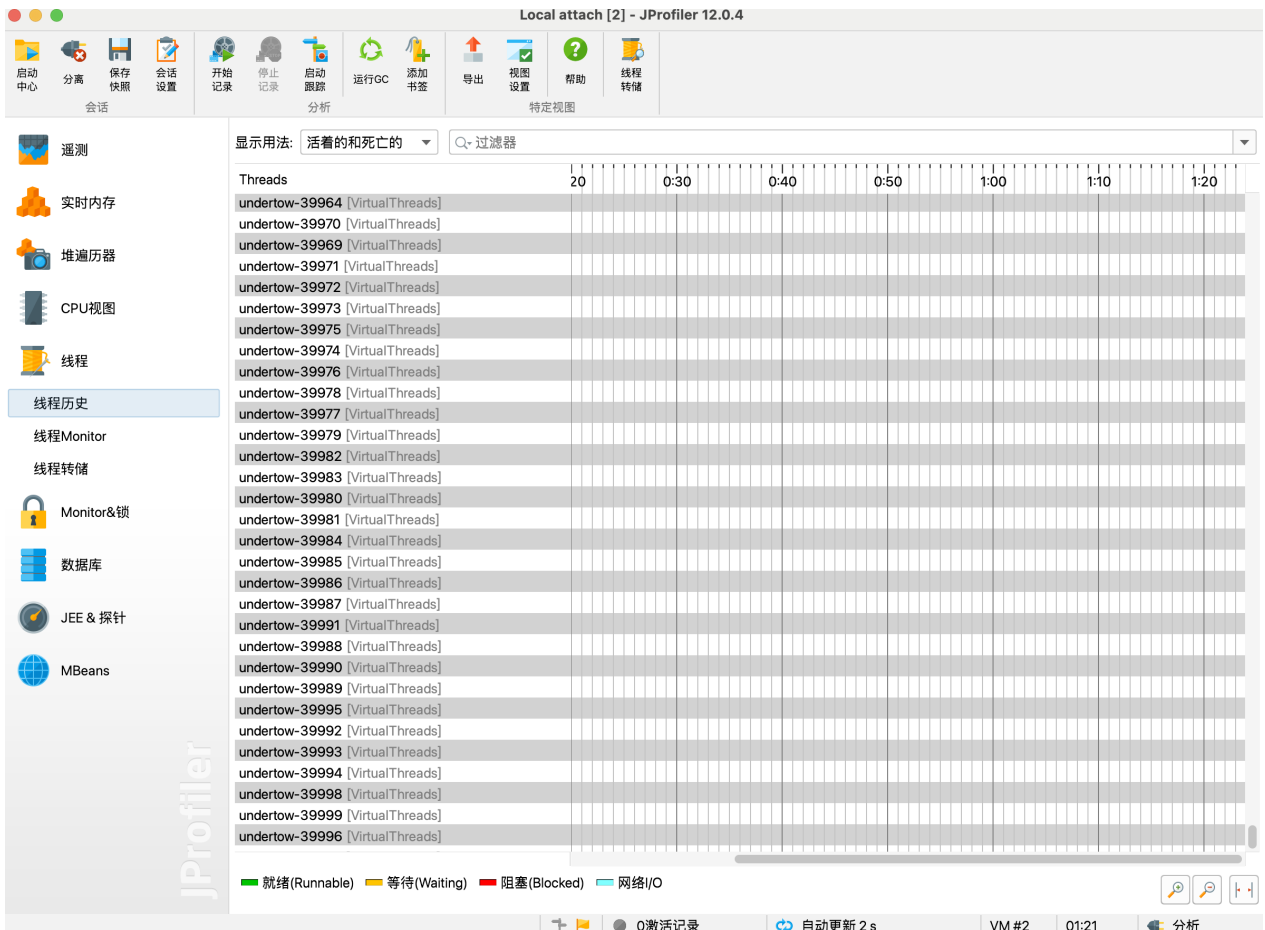 Local attach [2] - JProfiler 12.0.4
启动中心
分离
保存快照
会话设置
开始记录
停止记录
启动跟踪
运行GC
添加书签
导出
视图设置
帮助
线程转储
会话
分析
特定视图
遥测
实时内存
堆遍历器
CPU视图
线程
线程历史
线程Monitor
线程转储
Monitor&锁
数据库
JEE & 探针
MBeans
JProfiler
显示用法: 活着的和死亡的 过滤器
Threads 20 0:30 0:40 0:50 1:00 1:10 1:20
undertow-39964 [VirtualThreads]
undertow-39970 [VirtualThreads]
undertow-39969 [VirtualThreads]
undertow-39971 [VirtualThreads]
undertow-39972 [VirtualThreads]
undertow-39973 [VirtualThreads]
undertow-39975 [VirtualThreads]
undertow-39974 [VirtualThreads]
undertow-39976 [VirtualThreads]
undertow-39978 [VirtualThreads]
undertow-39977 [VirtualThreads]
undertow-39979 [VirtualThreads]
undertow-39982 [VirtualThreads]
undertow-39983 [VirtualThreads]
undertow-39980 [VirtualThreads]
undertow-39981 [VirtualThreads]
undertow-39984 [VirtualThreads]
undertow-39985 [VirtualThreads]
undertow-39986 [VirtualThreads]
undertow-39987 [VirtualThreads]
undertow-39991 [VirtualThreads]
undertow-39988 [VirtualThreads]
undertow-39990 [VirtualThreads]
undertow-39989 [VirtualThreads]
undertow-39995 [VirtualThreads]
undertow-39992 [VirtualThreads]
undertow-39993 [VirtualThreads]
undertow-39994 [VirtualThreads]
undertow-39998 [VirtualThreads]
undertow-39999 [VirtualThreads]
undertow-39996 [VirtualThreads]
就绪(Runnable) 等待(Waiting) 阻塞(Blocked) 网络I/O
0激活记录 自动更新 2 s VM #2 01:21 分析